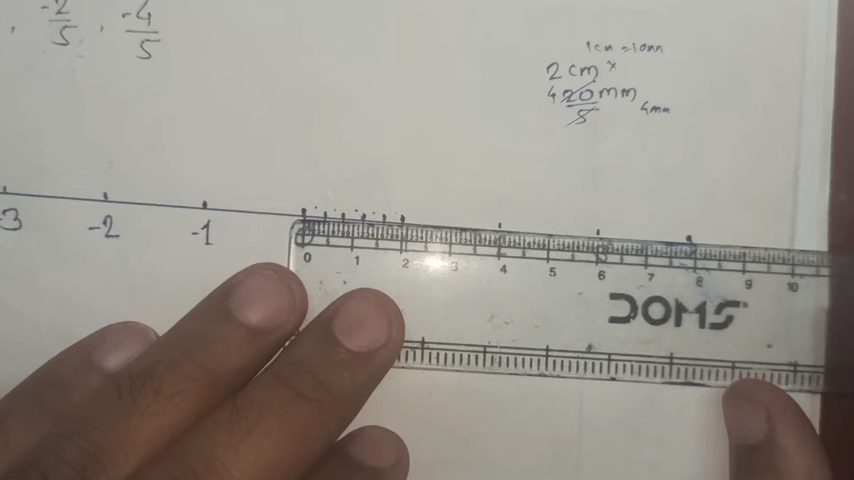 , -2/5, -4/5
1cm = 10mm
2 cm x
4 20 mm
5 4mm
-3 -2 -1
0 1 2 3 4 5 6 7 8 9 10
DOMS